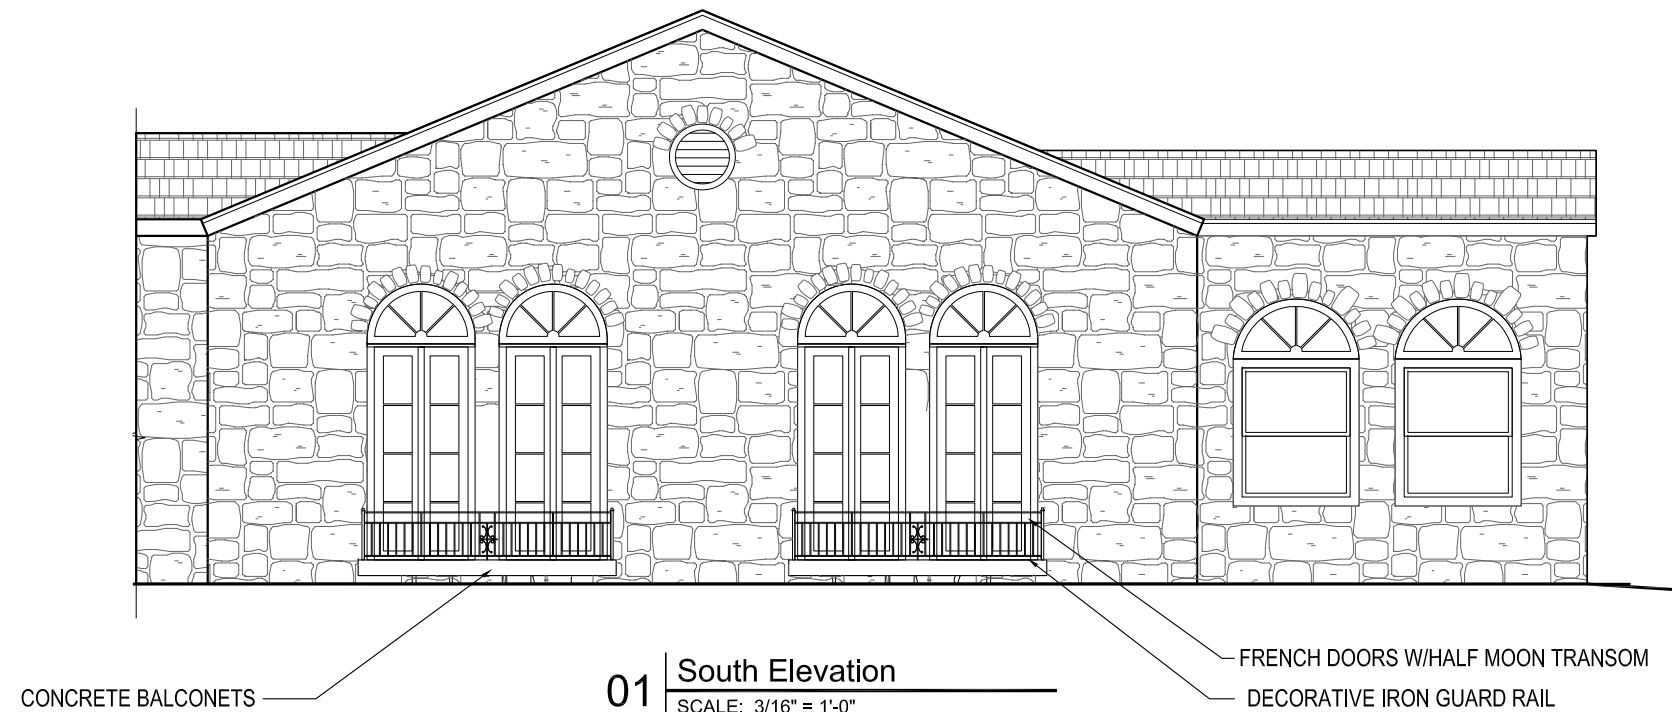 FRENCH DOORS W/HALF MOON TRANSOM
CONCRETE BALCONETS
01
South Elevation
SCALE: 3/16" = 1'-0"
DECORATIVE IRON GUARD RAIL